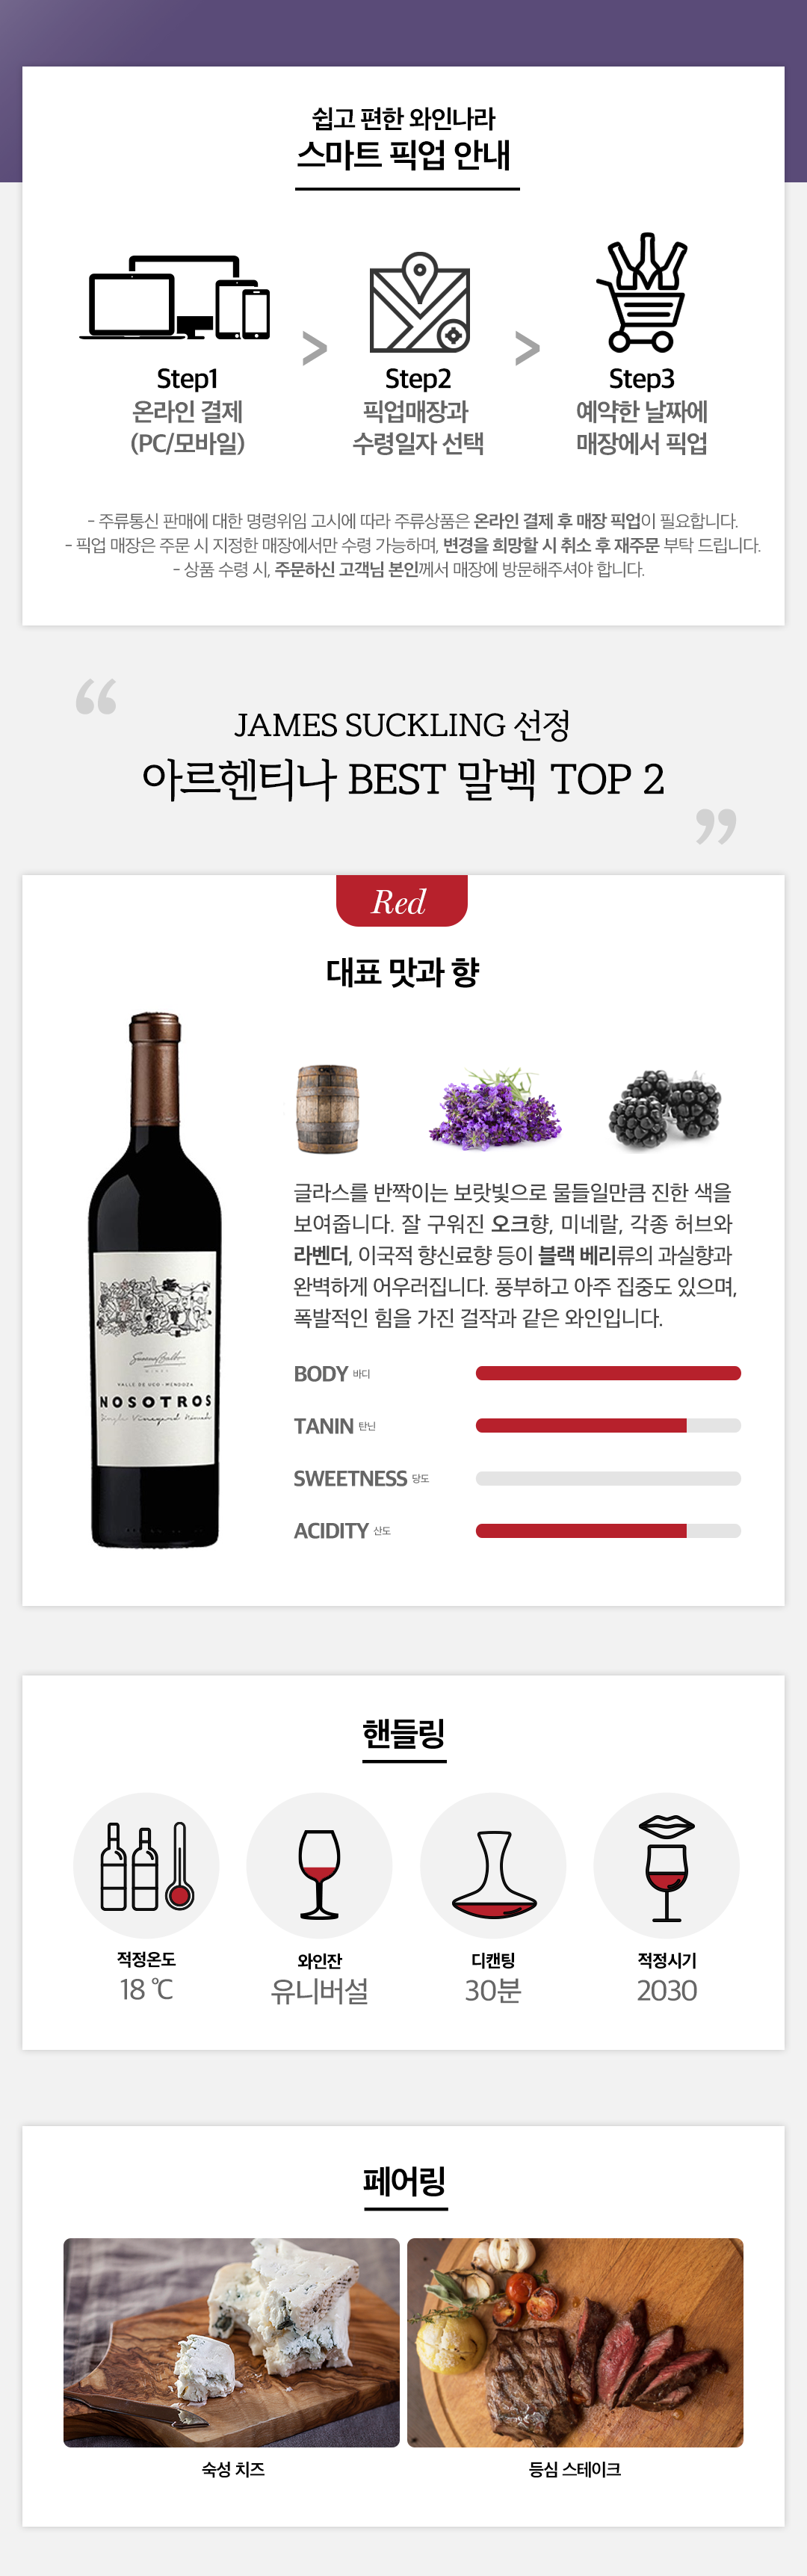 쉽고 편한 와인나라
스마트 픽업 안내
Step1
온라인 결제
(PC/모바일)
>
Step2
픽업매장과
수령일자 선택
>
Step3
예약한 날짜에
매장에서 픽업
- 주류통신 판매에 대한 명령위임 고시에 따라 주류상품은 온라인 결제 후 매장 픽업이 필요합니다.
- 픽업 매장은 주문 시 지정한 매장에서만 수령 가능하며, 변경을 희망할 시 취소 후 재주문 부탁 드립니다.
- 상품 수령 시, 주문하신 고객님 본인께서 매장에 방문해주셔야 합니다.
“
JAMES SUCKLING 선정
아르헨티나 BEST 말벡 TOP 2
”
Red
대표 맛과 향
글라스를 반짝이는 보랏빛으로 물들일만큼 진한 색을
보여줍니다. 잘 구워진 오크향, 미네랄, 각종 허브와
라벤더, 이국적 향신료향 등이 블랙 베리류의 과실향과
완벽하게 어우러집니다. 풍부하고 아주 집중도 있으며,
폭발적인 힘을 가진 걸작과 같은 와인입니다.
Susana Balbo
WINES
VALLE DE UCO - MENDOZA
NOSOTROS
Single Vineyard Nómade
BODY 바디
TANIN 탄닌
SWEETNESS 당도
ACIDITY 산도
핸들링
적정온도
18 ℃
와인잔
유니버설
디캔팅
30분
적정시기
2030
페어링
숙성 치즈
등심 스테이크